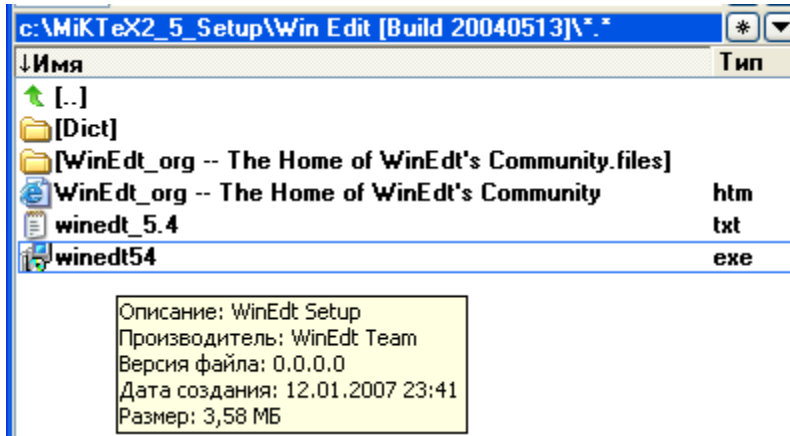 c:\MiKTeX2_5_Setup\Win Edit [Build 20040513]\*.* *
↓Имя Тип
[..]
[Dict]
[WinEdt_org -- The Home of WinEdt's Community.files]
WinEdt_org -- The Home of WinEdt's Community htm
winedt_5.4 txt
winedt54 exe
Описание: WinEdt Setup
Производитель: WinEdt Team
Версия файла: 0.0.0.0
Дата создания: 12.01.2007 23:41
Размер: 3,58 МБ